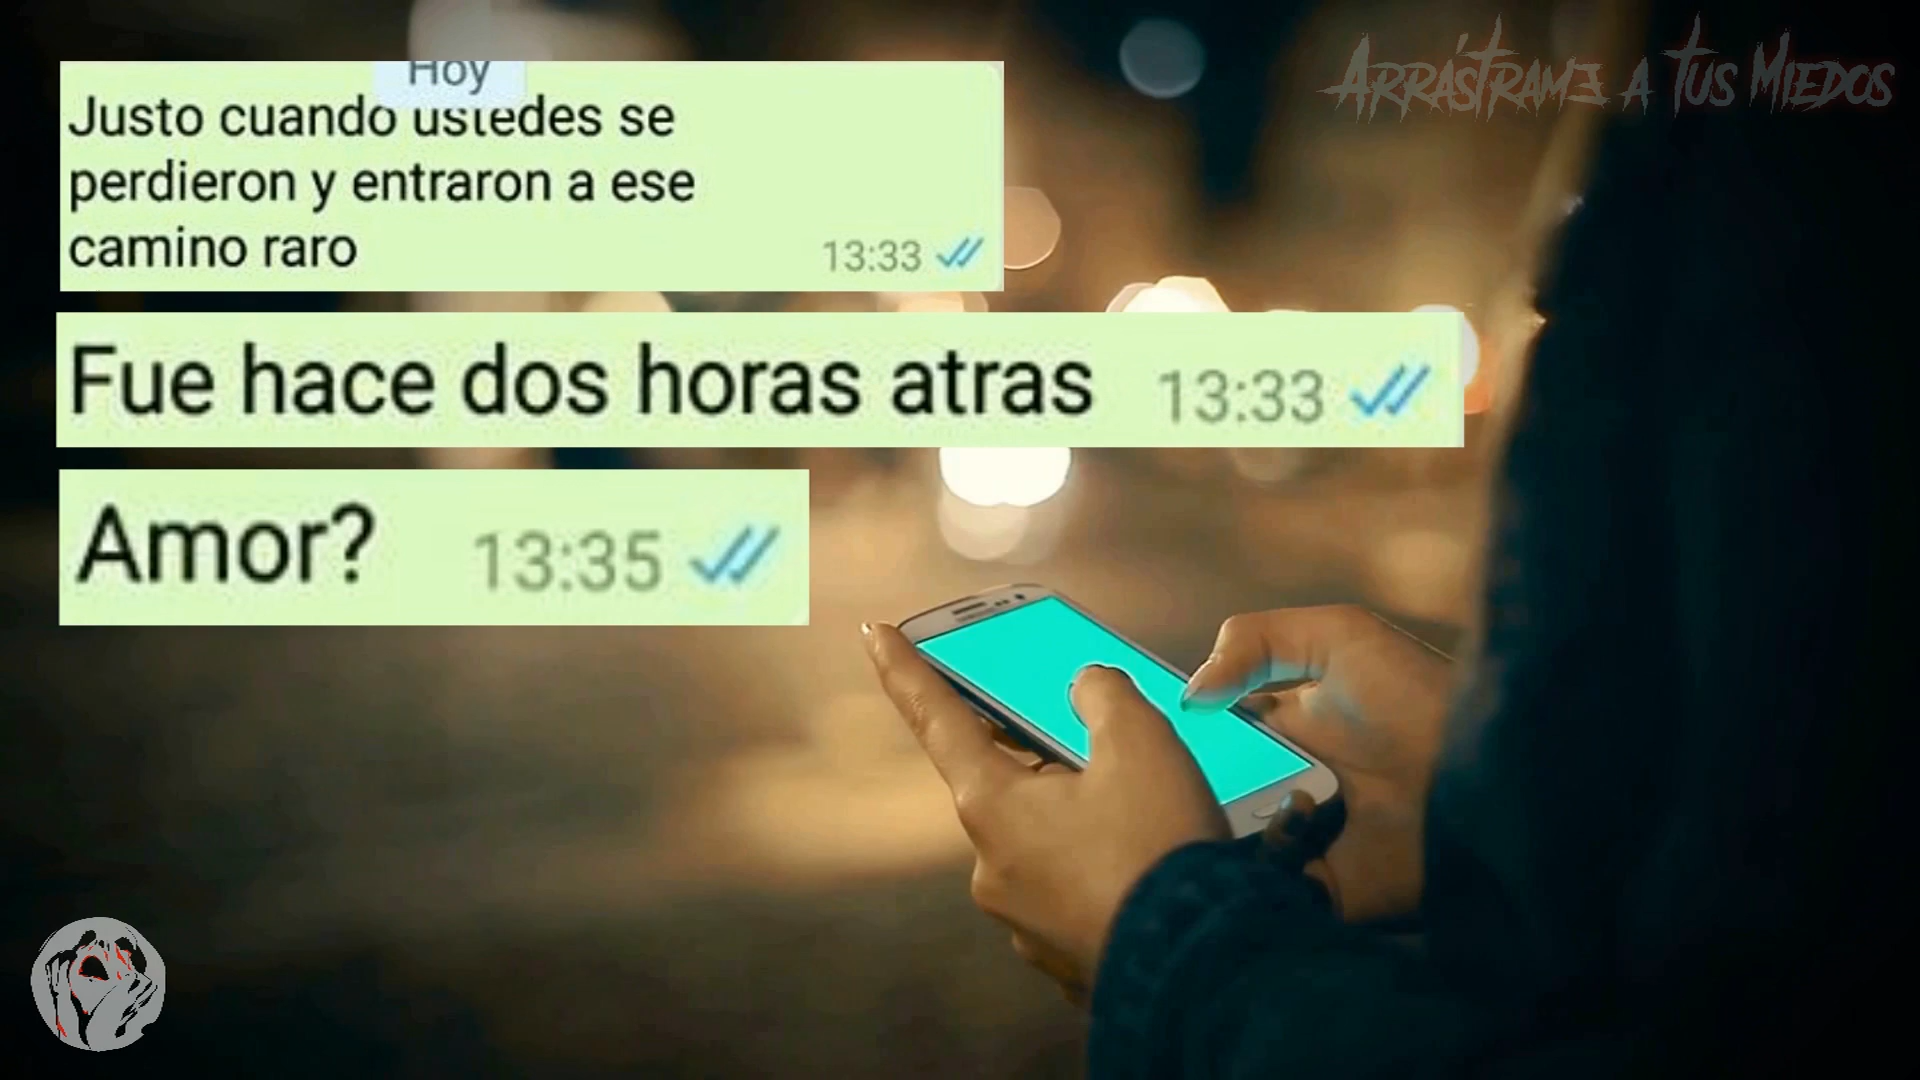 ARRÁSTRAME A TUS MIEDOS
Hoy
Justo cuando ustedes se
perdieron y entraron a ese
camino raro
13:33
Fue hace dos horas atras 13:33
Amor? 13:35